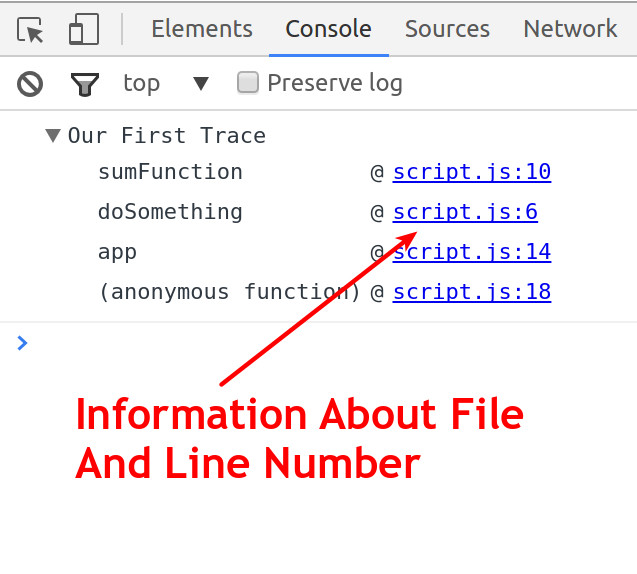 Elements Console Sources Network
top Preserve log
Our First Trace
sumFunction @ script.js:10
doSomething @ script.js:6
app @ script.js:14
(anonymous function) @ script.js:18
Information About File
And Line Number